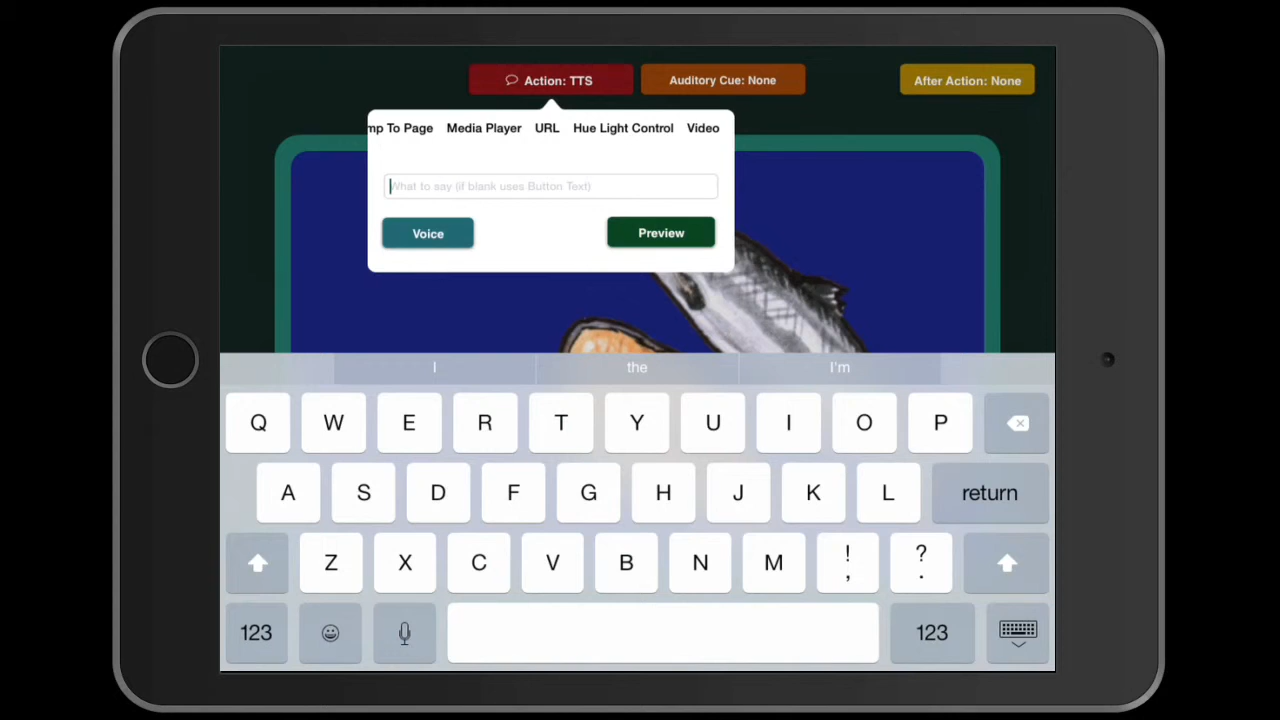 Action: TTS
Auditory Cue: None
After Action: None
mp To Page
Media Player
URL
Hue Light Control
Video
What to say (if blank uses Button Text)
Voice
Preview
I
the
I'm
Q W E R T Y U I O P
A S D F G H J K L return
Z X C V B N M ! , ? .
123
123